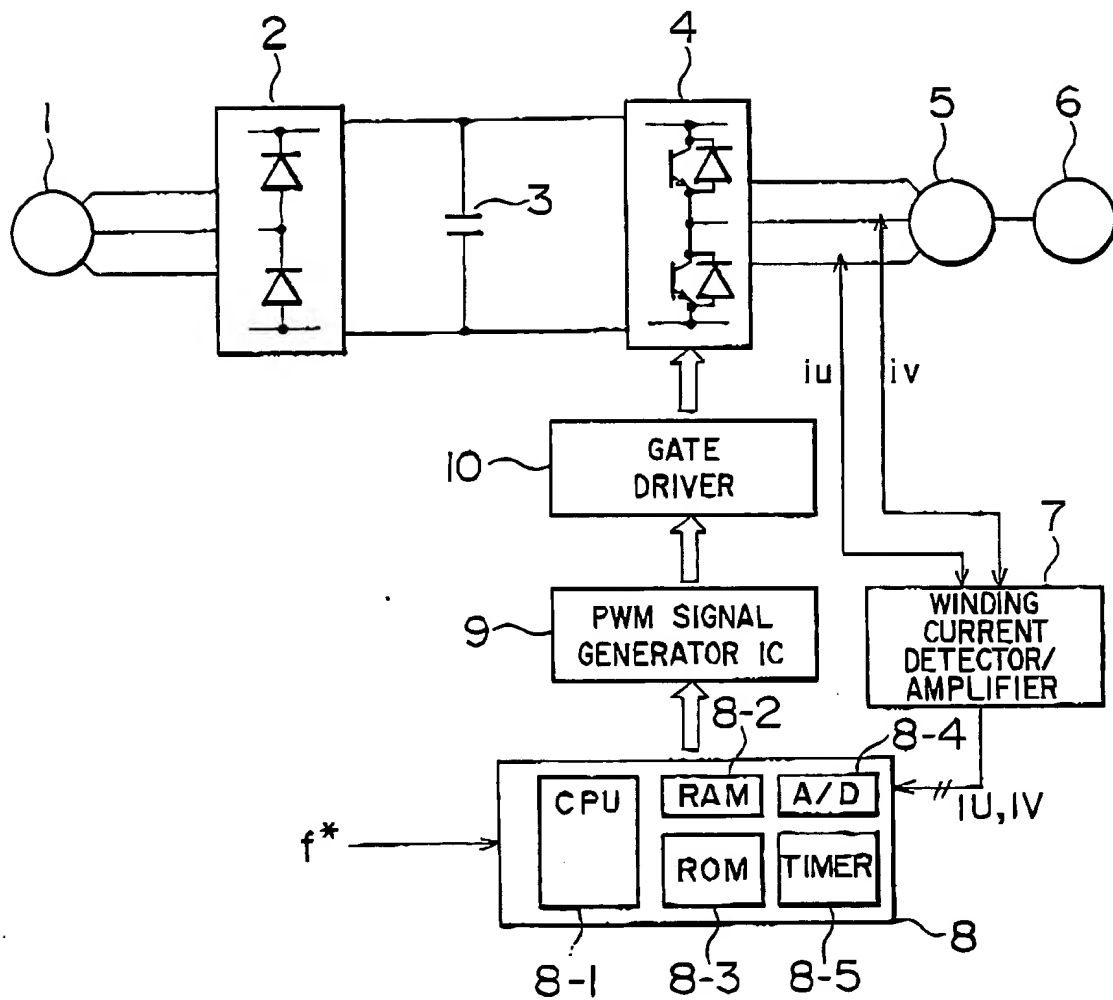 2
4
1
5
6
3
iu
iv
10
GATE
DRIVER
7
9
PWM SIGNAL
GENERATOR IC
WINDING
CURRENT
DETECTOR/
AMPLIFIER
8-2
8-4
CPU
RAM
A/D
IU, IV
f*
ROM
TIMER
8
8-1
8-3
8-5